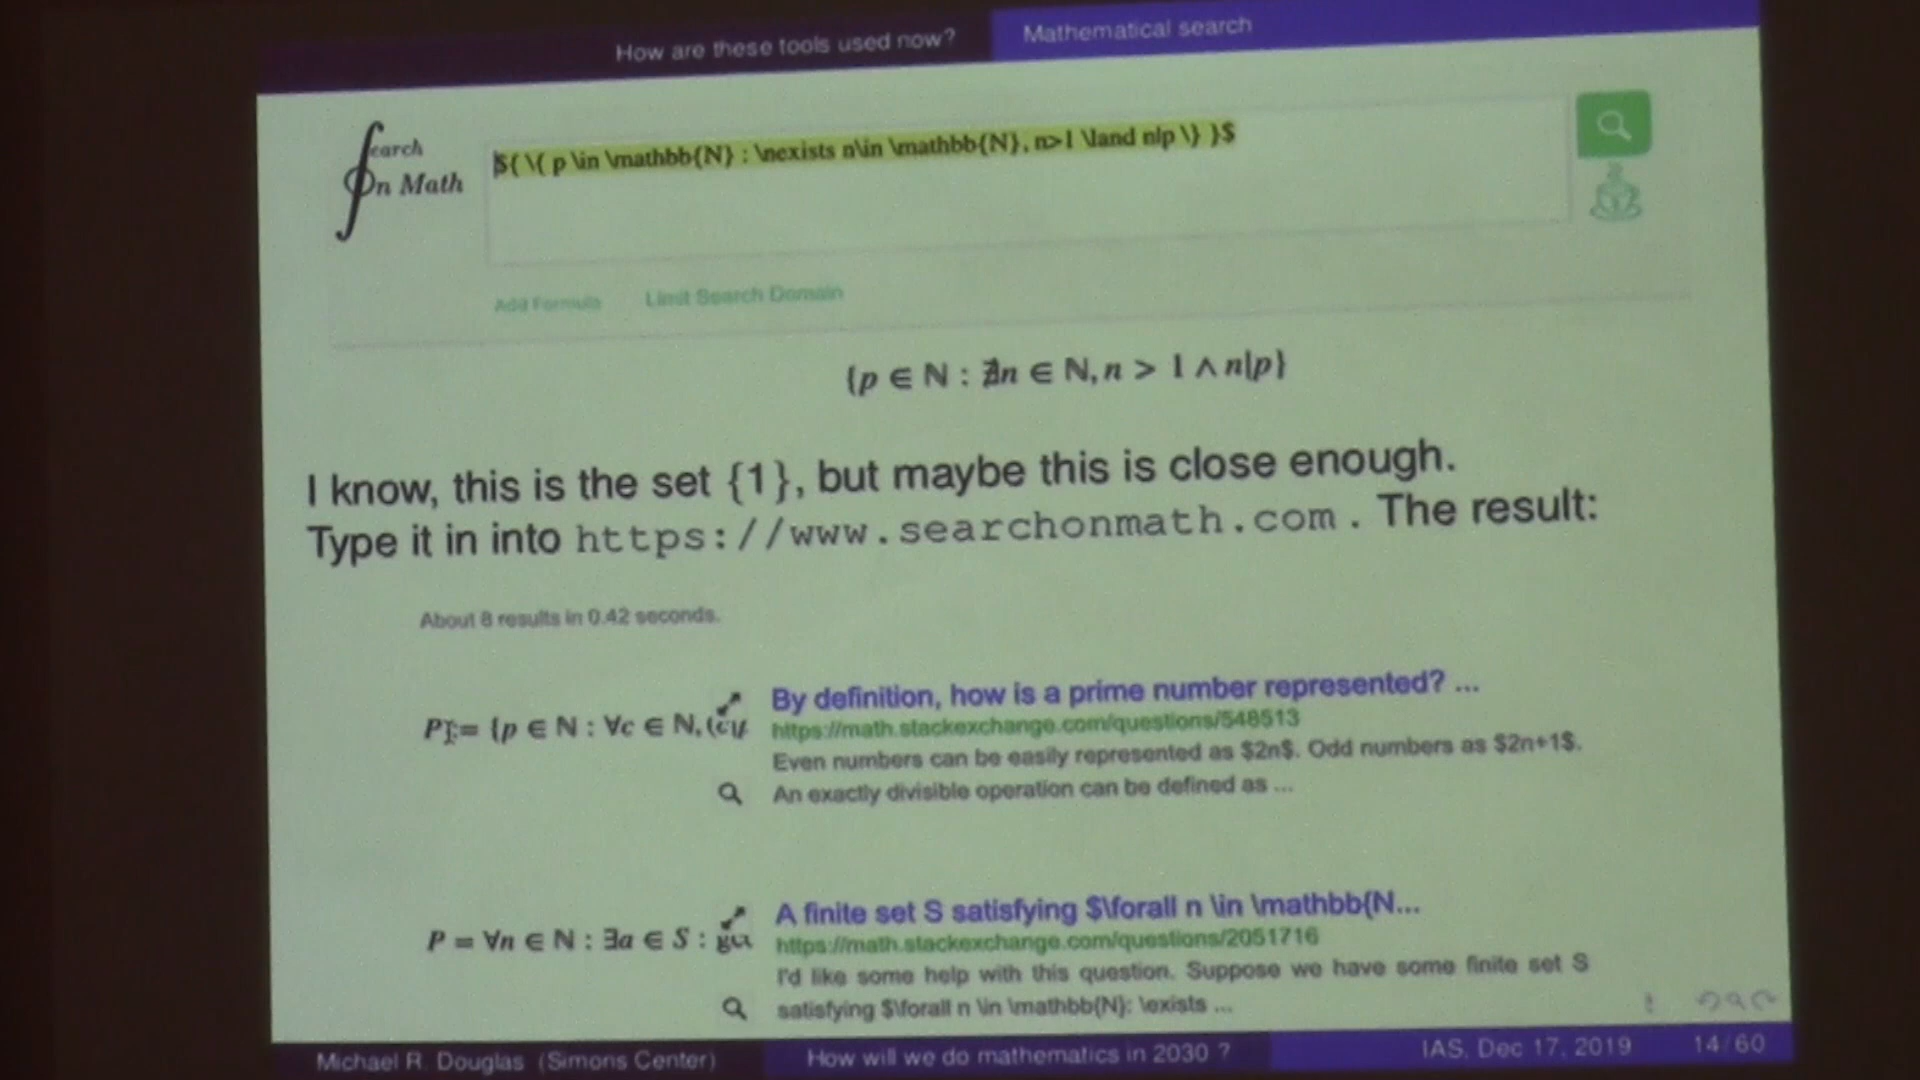 How are these tools used now? Mathematical search
Search
On Math
${ \{ p \in \mathbb{N} : \nexists n\in \mathbb{N}, n>1 \land n|p \} }$
Add Formula Limit Search Domain
{p ∈ ℕ : ∄n ∈ ℕ, n > 1 ∧ n|p}
I know, this is the set {1}, but maybe this is close enough.
Type it in into https://www.searchonmath.com . The result:
About 8 results in 0.42 seconds.
P := {p ∈ ℕ : ∀c ∈ ℕ, (c|
By definition, how is a prime number represented? ...
https://math.stackexchange.com/questions/548513
Even numbers can be easily represented as $2n$. Odd numbers as $2n+1$.
An exactly divisible operation can be defined as ...
P = ∀n ∈ ℕ : ∃a ∈ S :
A finite set S satisfying $\forall n \in \mathbb{N...
https://math.stackexchange.com/questions/2051716
I'd like some help with this question. Suppose we have some finite set S
satisfying $\forall n \in \mathbb{N}: \exists ...
Michael R. Douglas (Simons Center) How will we do mathematics in 2030 ? IAS, Dec 17, 2019 14/60